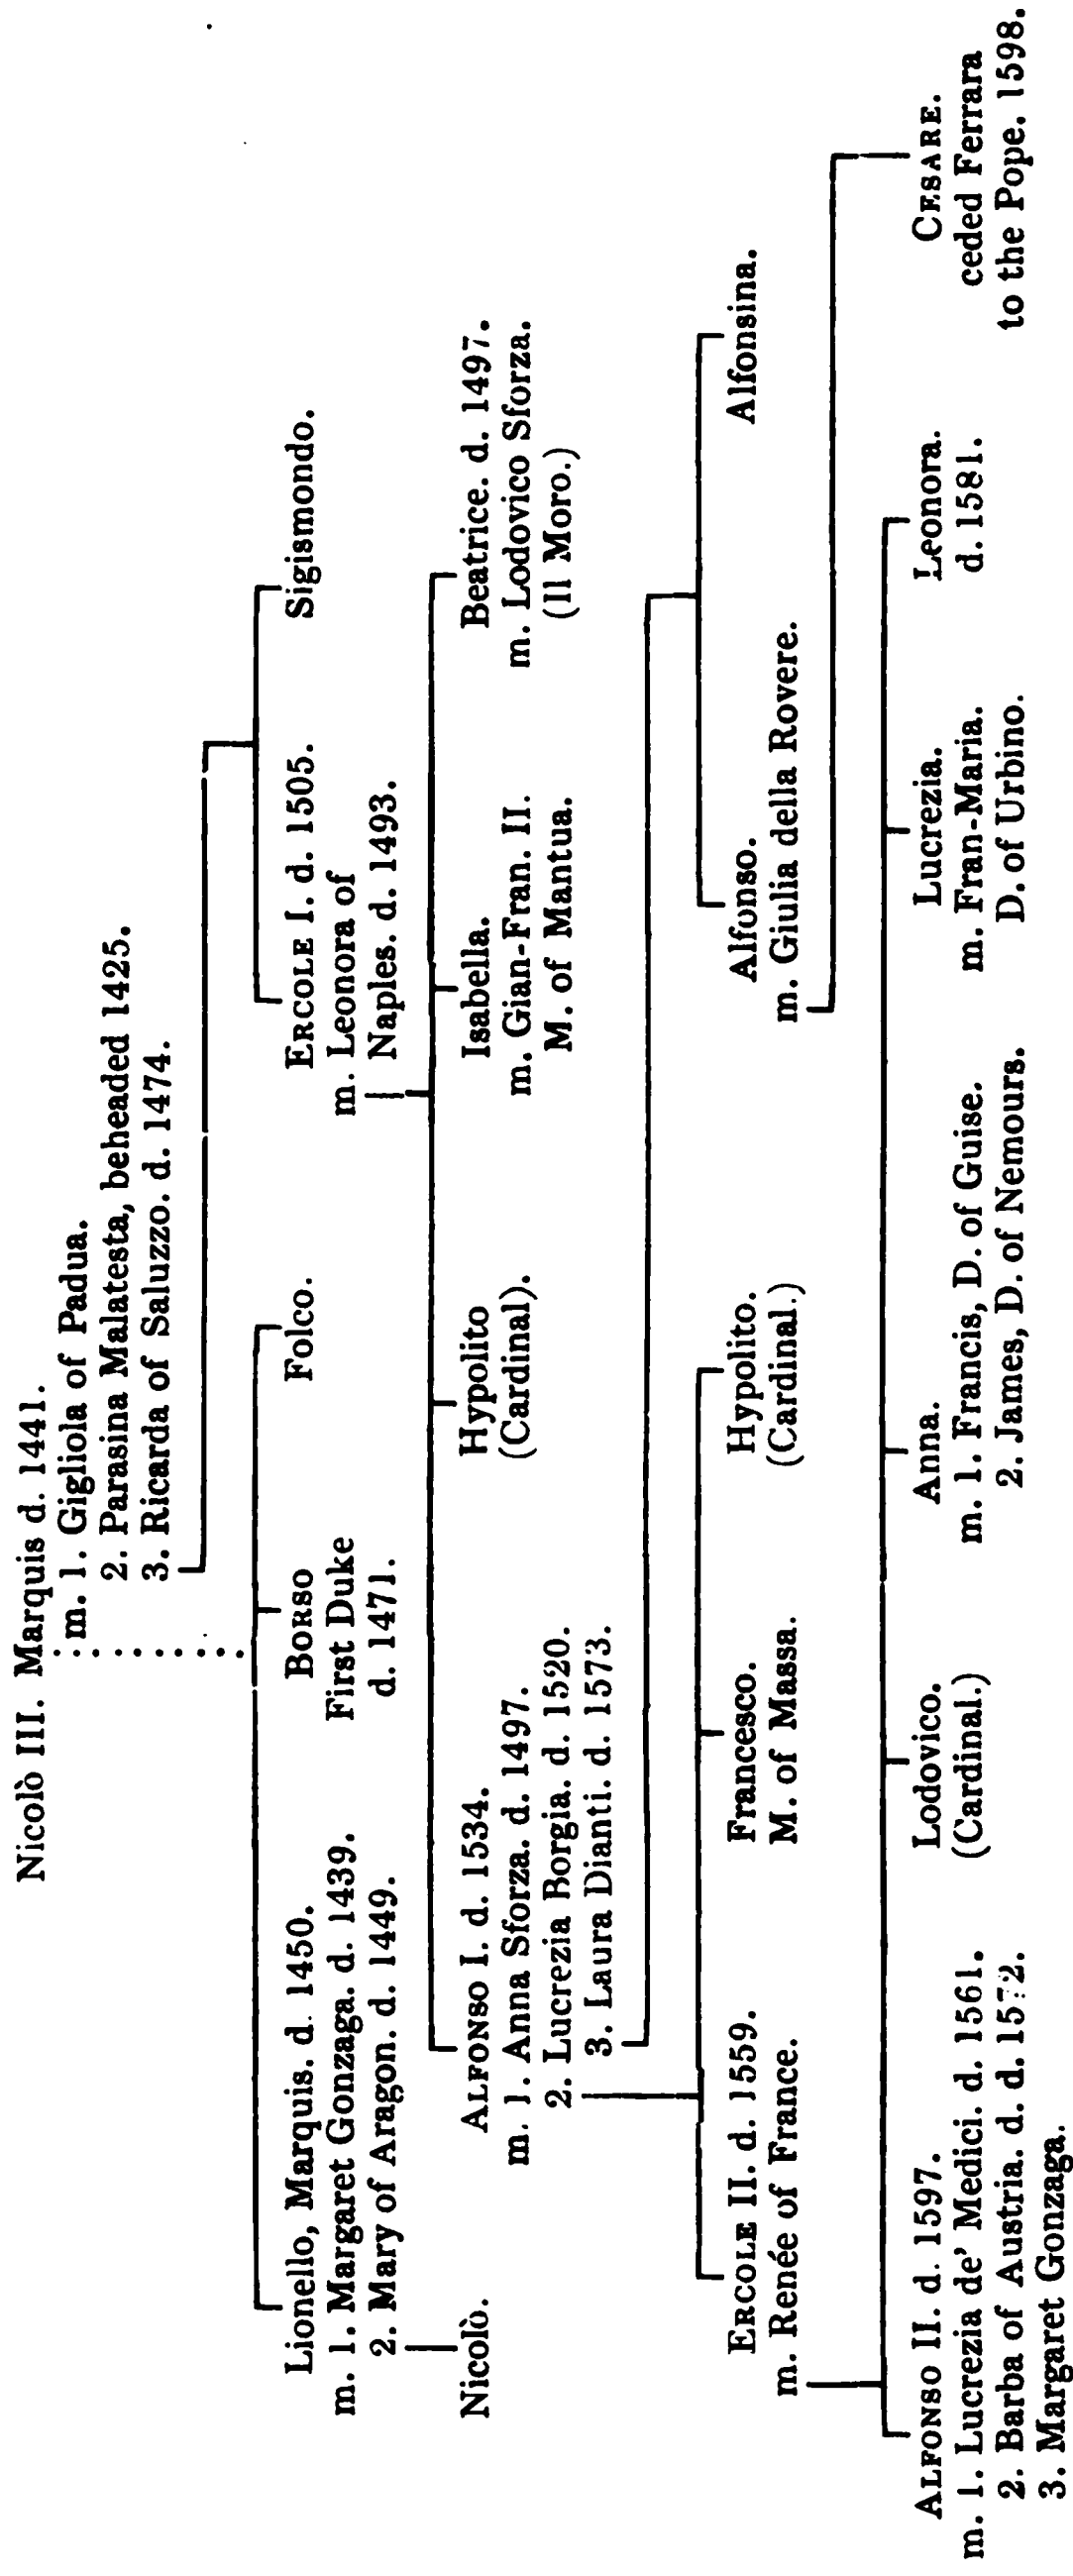 Nicolò III. Marquis d. 1441.
m. 1. Gigliola of Padua.
2. Parasina Malatesta, beheaded 1425.
3. Ricarda of Saluzzo. d. 1474.
Lionello, Marquis. d. 1450.
m. 1. Margaret Gonzaga. d. 1439.
2. Mary of Aragon. d. 1449.
BORSO
First Duke
d. 1471.
Folco.
ERCOLE I. d. 1505.
m. Leonora of
Naples. d. 1493.
Sigismondo.
Nicolò.
ALFONSO I. d. 1534.
m. 1. Anna Sforza. d. 1497.
2. Lucrezia Borgia. d. 1520.
3. Laura Dianti. d. 1573.
Hypolito
(Cardinal).
Isabella.
m. Gian-Fran. II.
M. of Mantua.
Beatrice. d. 1497.
m. Lodovico Sforza.
(Il Moro.)
ERCOLE II. d. 1559.
m. Renée of France.
Francesco.
M. of Massa.
Hypolito.
(Cardinal.)
Alfonso.
m. Giulia della Rovere.
Alfonsina.
ALFONSO II. d. 1597.
m. 1. Lucrezia de' Medici. d. 1561.
2. Barba of Austria. d. 1572.
3. Margaret Gonzaga.
Lodovico.
(Cardinal.)
Anna.
m. 1. Francis, D. of Guise.
2. James, D. of Nemours.
Lucrezia.
m. Fran-Maria.
D. of Urbino.
Leonora.
d. 1581.
CESARE.
ceded Ferrara
to the Pope. 1598.